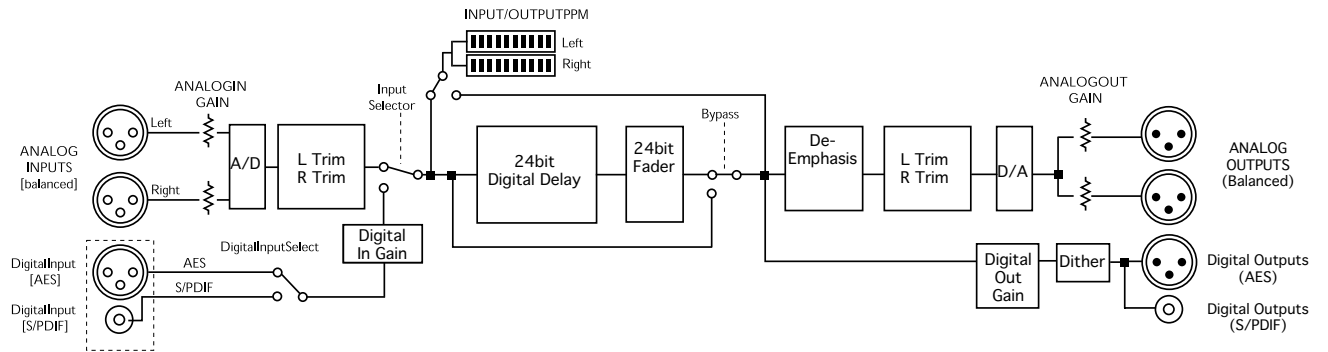 INPUT/OUTPUTPPM
Left
Right
ANALOGIN
GAIN
Input
Selector
ANALOG
INPUTS
[balanced]
Left
Right
A/D
L Trim
R Trim
24bit
Digital Delay
24bit
Fader
Bypass
De-
Emphasis
L Trim
R Trim
D/A
ANALOGOUT
GAIN
ANALOG
OUTPUTS
(Balanced)
DigitalInput
[AES]
DigitalInput
[S/PDIF]
AES
S/PDIF
DigitalInputSelect
Digital
In Gain
Digital
Out
Gain
Dither
Digital Outputs
(AES)
Digital Outputs
(S/PDIF)